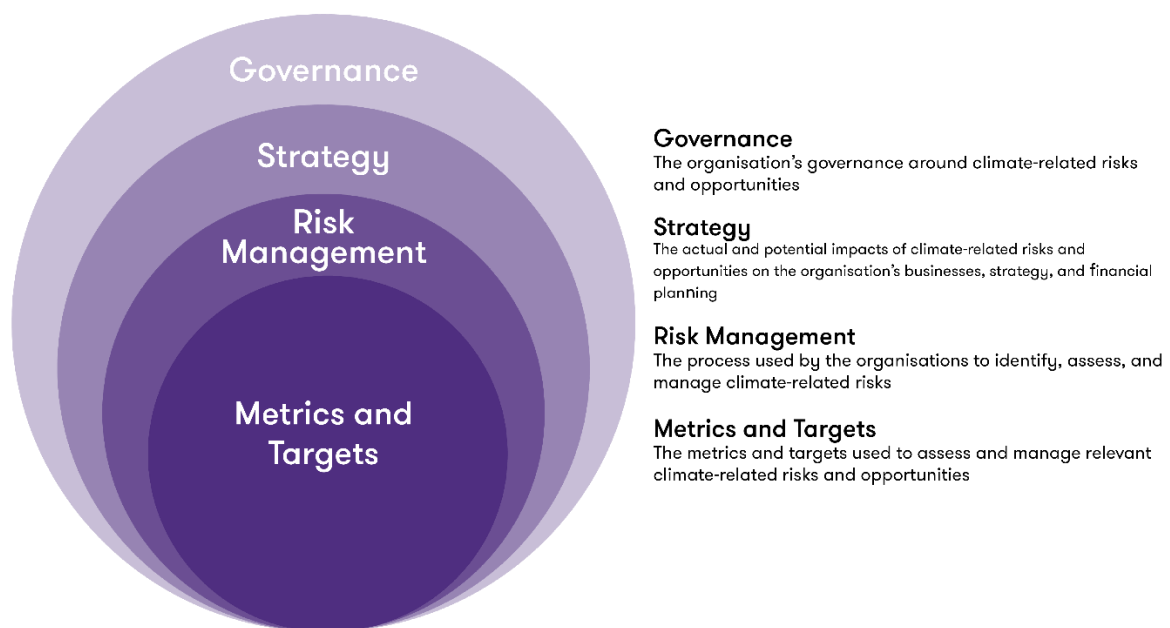 Governance
Strategy
Risk
Management
Metrics and
Targets
Governance
The organisation’s governance around climate-related risks
and opportunities
Strategy
The actual and potential impacts of climate-related risks and
opportunities on the organisation’s businesses, strategy, and financial
planning
Risk Management
The process used by the organisations to identify, assess, and
manage climate-related risks
Metrics and Targets
The metrics and targets used to assess and manage relevant
climate-related risks and opportunities